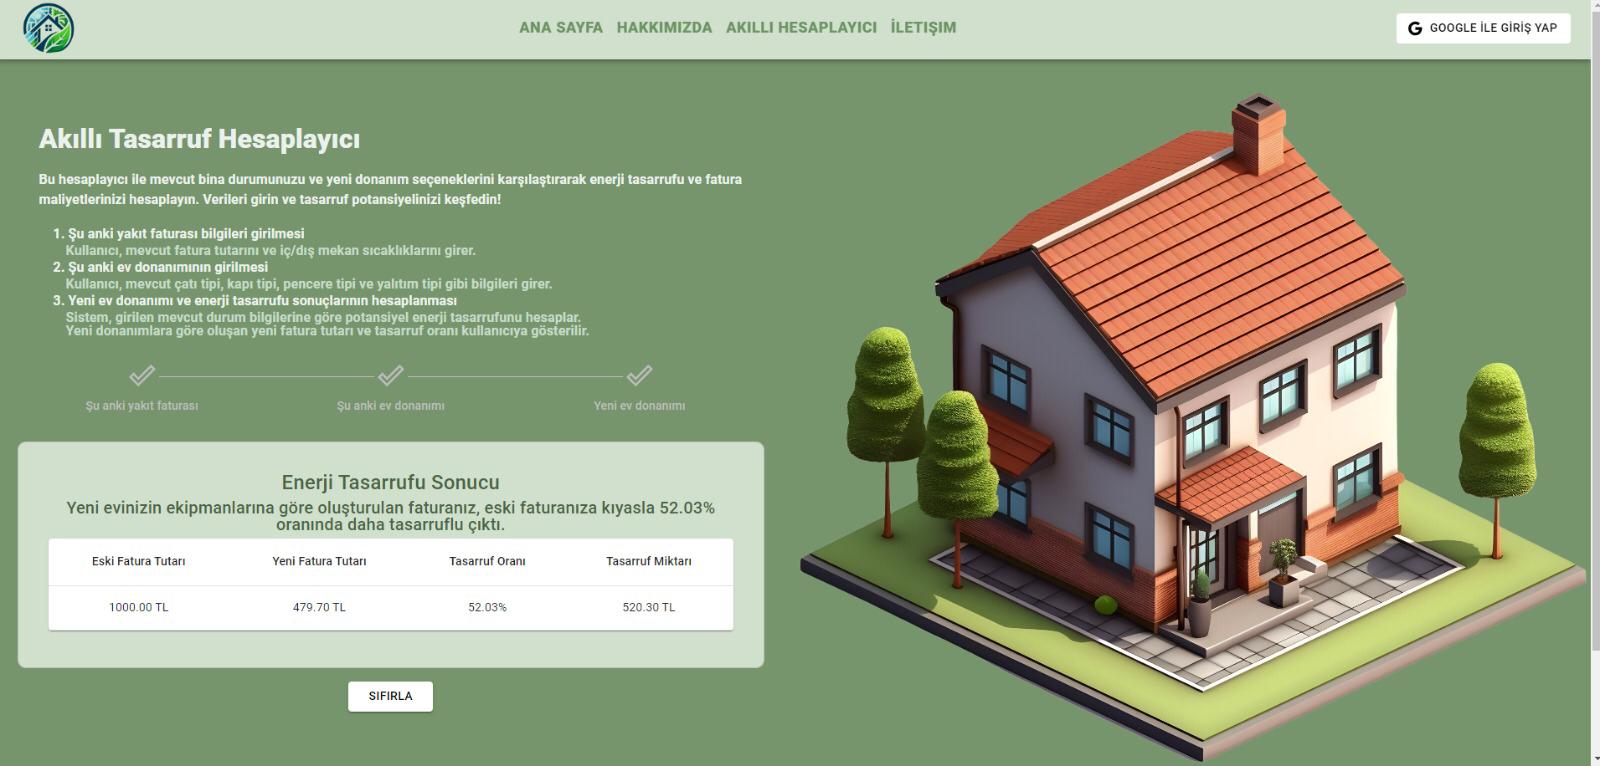 ANA SAYFA HAKKIMIZDA AKILLI HESAPLAYICI İLETIŞIM
GOOGLE İLE GİRİŞ YAP
Akıllı Tasarruf Hesaplayıcı
Bu hesaplayıcı ile mevcut bina durumunuzu ve yeni donanım seçeneklerini karşılaştırarak enerji tasarrufu ve fatura
maliyetlerinizi hesaplayın. Verileri girin ve tasarruf potansiyelinizi keşfedin!
1. Şu anki yakıt faturası bilgileri girilmesi
Kullanıcı, mevcut fatura tutarını ve iç/dış mekan sıcaklıklarını girer.
2. Şu anki ev donanımının girilmesi
Kullanıcı, mevcut çatı tipi, kapı tipi, pencere tipi ve yalıtım tipi gibi bilgileri girer.
3. Yeni ev donanımı ve enerji tasarrufu sonuçlarının hesaplanması
Sistem, girilen mevcut durum bilgilerine göre potansiyel enerji tasarrufunu hesaplar.
Yeni donanımlara göre oluşan yeni fatura tutarı ve tasarruf oranı kullanıcıya gösterilir.
Şu anki yakıt faturası Şu anki ev donanımı Yeni ev donanımı
Enerji Tasarrufu Sonucu
Yeni evinizin ekipmanlarına göre oluşturulan faturanız, eski faturanıza kıyasla 52.03%
oranında daha tasarruflu çıktı.
Eski Fatura Tutarı Yeni Fatura Tutarı Tasarruf Oranı Tasarruf Miktarı
1000.00 TL 479.70 TL 52.03% 520.30 TL
SIFIRLA